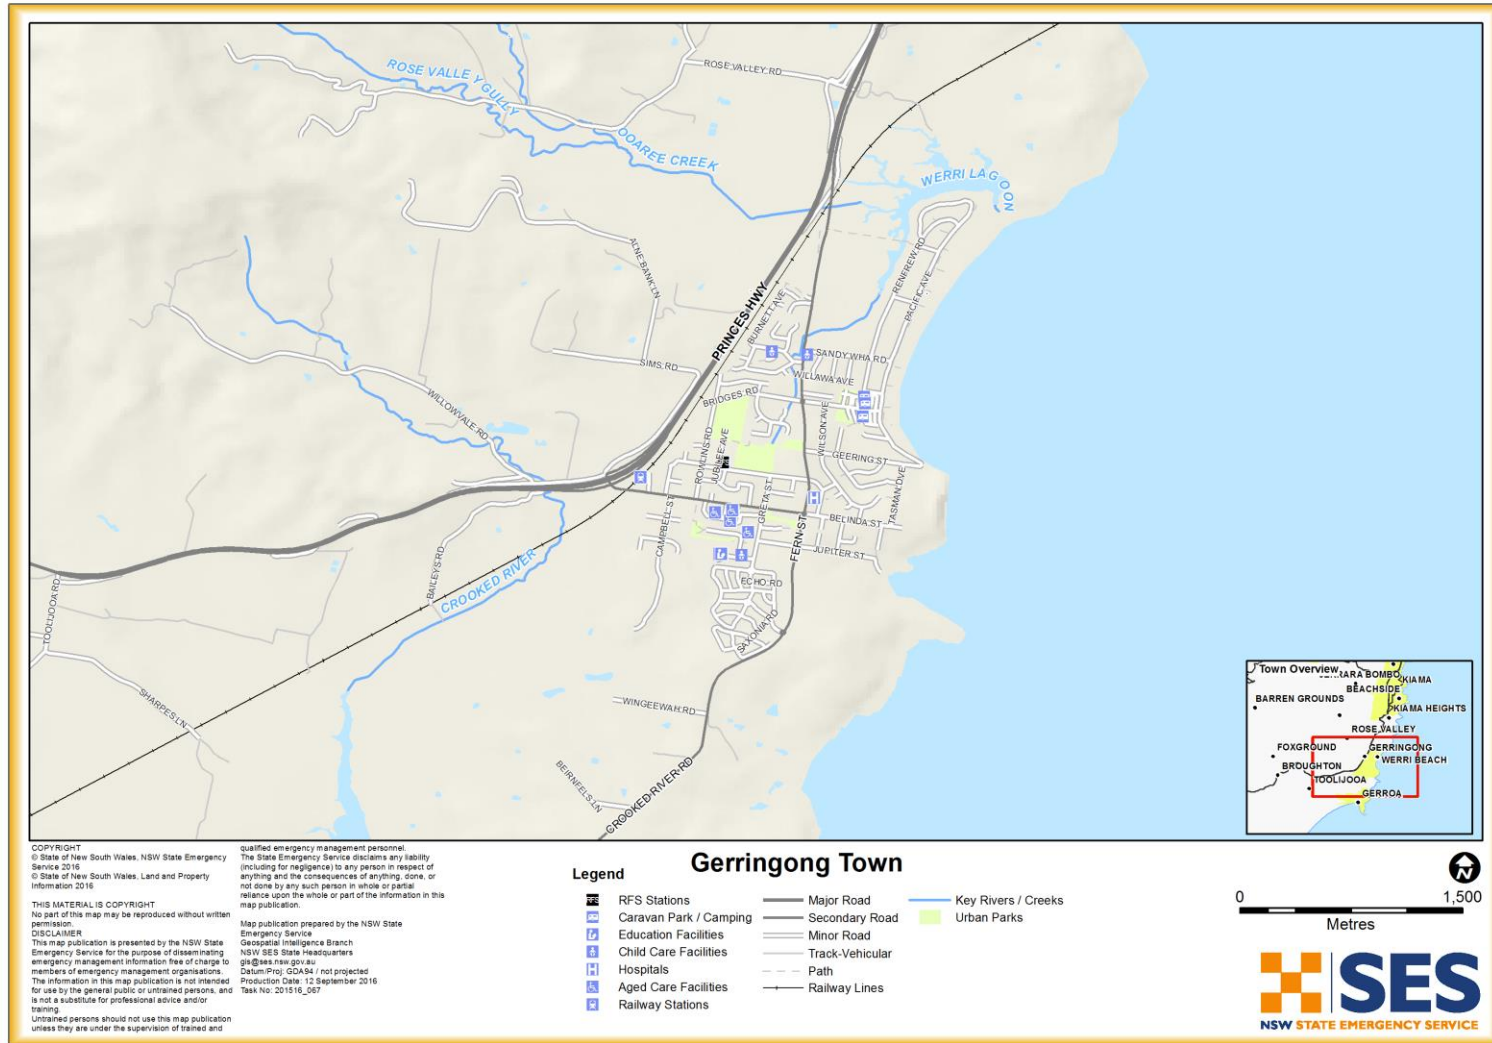 ROSE VALLEY RD
ROSE VALLEY GULLY
OOAREE CREEK
WERRI LAGOON
ALNE BANK LN
RENFREW RD
PACIFIC AVE
PRINCES HWY
BURNETT AVE
SANDY WHA RD
SIMS RD
WILLAWA AVE
BRIDGES RD
WILLOWVALE RD
WILSON AVE
ROWLINS RD
JUBILEE AVE
GEERING ST
TASMAN DVE
GRETA ST
CAMPBELL ST
BELINDA ST
FERN ST
JUPITER ST
BAILEYS RD
CROOKED RIVER
ECHO RD
TOOLIJOOA RD
SAXONIA RD
SHARPES LN
WINGEEWAH RD
BEIRNFELS LN
CROOKED RIVER RD
Town Overview
RARA BOMBO
KIAMA
BEACHSIDE
BARREN GROUNDS
KIAMA HEIGHTS
ROSE VALLEY
FOXGROUND
GERRINGONG
WERRI BEACH
BROUGHTON
TOOLIJOOA
GERROA
COPYRIGHT
© State of New South Wales, NSW State Emergency
Service 2016
© State of New South Wales, Land and Property
Information 2016
THIS MATERIAL IS COPYRIGHT
No part of this map may be reproduced without written
permission.
DISCLAIMER
This map publication is presented by the NSW State
Emergency Service for the purpose of disseminating
emergency management information free of charge to
members of emergency management organisations.
The information in this map publication is not intended
for use by the general public or untrained persons, and
is not a substitute for professional advice and/or
training.
Untrained persons should not use this map publication
unless they are under the supervision of trained and
qualified emergency management personnel.
The State Emergency Service disclaims any liability
(including for negligence) to any person in respect of
anything and the consequences of anything, done, or
not done by any such person in whole or partial
reliance upon the whole or part of the information in this
map publication.
Map publication prepared by the NSW State
Emergency Service
Geospatial Intelligence Branch
NSW SES State Headquarters
gis@ses.nsw.gov.au
Datum/Proj: GDA94 / not projected
Production Date: 12 September 2016
Task No: 201516_067
Gerringong Town
Legend
RFS
RFS Stations
Caravan Park / Camping
Education Facilities
Child Care Facilities
Hospitals
Aged Care Facilities
Railway Stations
Major Road
Secondary Road
Minor Road
Track-Vehicular
Path
Railway Lines
Key Rivers / Creeks
Urban Parks
N
0 1,500
Metres
SES
NSW STATE EMERGENCY SERVICE